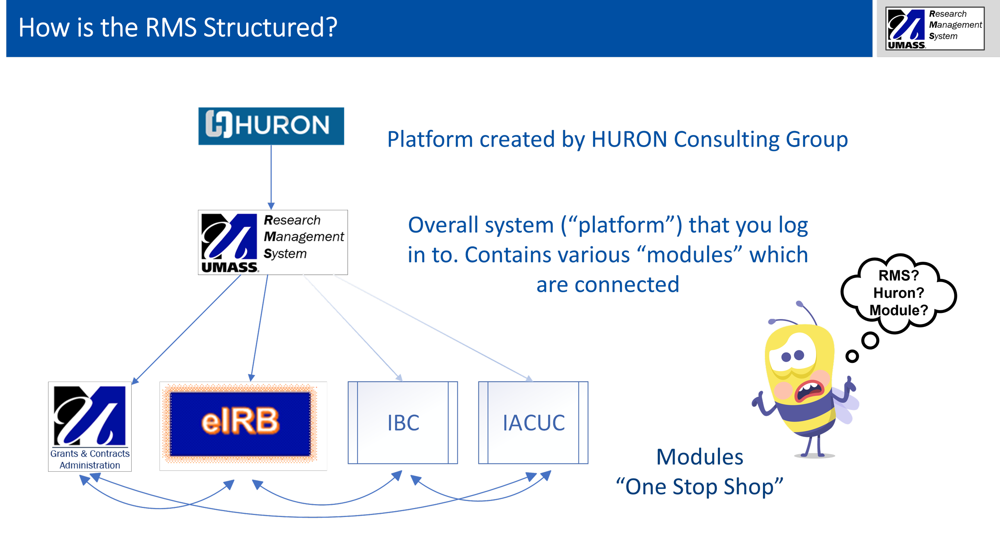 How is the RMS Structured?
Research
Management
System
UMASS
HURON
Platform created by HURON Consulting Group
Research
Management
System
UMASS
Overall system (“platform”) that you log
in to. Contains various “modules” which
are connected
RMS?
Huron?
Module?
Grants & Contracts
Administration
eIRB
IBC
IACUC
Modules
“One Stop Shop”